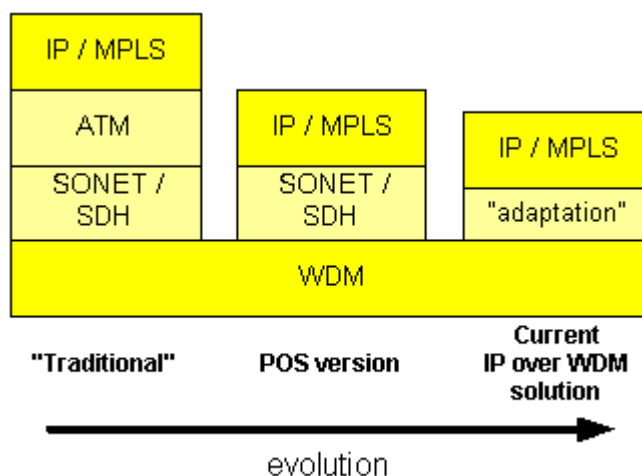 IP / MPLS
ATM
SONET /
SDH
IP / MPLS
SONET /
SDH
IP / MPLS
"adaptation"
WDM
"Traditional"
POS version
Current
IP over WDM
solution
evolution